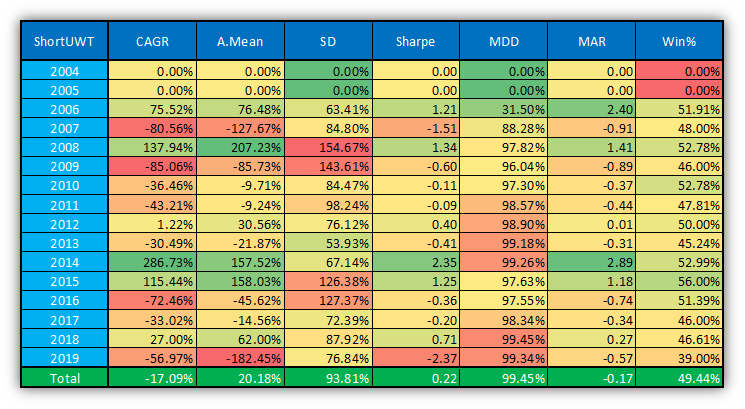 ShortUWT CAGR A.Mean SD Sharpe MDD MAR Win%
2004 0.00% 0.00% 0.00% 0.00 0.00% 0.00 0.00%
2005 0.00% 0.00% 0.00% 0.00 0.00% 0.00 0.00%
2006 75.52% 76.48% 63.41% 1.21 31.50% 2.40 51.91%
2007 -80.56% -127.67% 84.80% -1.51 88.28% -0.91 48.00%
2008 137.94% 207.23% 154.67% 1.34 97.82% 1.41 52.78%
2009 -85.06% -85.73% 143.61% -0.60 96.04% -0.89 46.00%
2010 -36.46% -9.71% 84.47% -0.11 97.30% -0.37 52.78%
2011 -43.21% -9.24% 98.24% -0.09 98.57% -0.44 47.81%
2012 1.22% 30.56% 76.12% 0.40 98.90% 0.01 50.00%
2013 -30.49% -21.87% 53.93% -0.41 99.18% -0.31 45.24%
2014 286.73% 157.52% 67.14% 2.35 99.26% 2.89 52.99%
2015 115.44% 158.03% 126.38% 1.25 97.63% 1.18 56.00%
2016 -72.46% -45.62% 127.37% -0.36 97.55% -0.74 51.39%
2017 -33.02% -14.56% 72.39% -0.20 98.34% -0.34 46.00%
2018 27.00% 62.00% 87.92% 0.71 99.45% 0.27 46.61%
2019 -56.97% -182.45% 76.84% -2.37 99.34% -0.57 39.00%
Total -17.09% 20.18% 93.81% 0.22 99.45% -0.17 49.44%